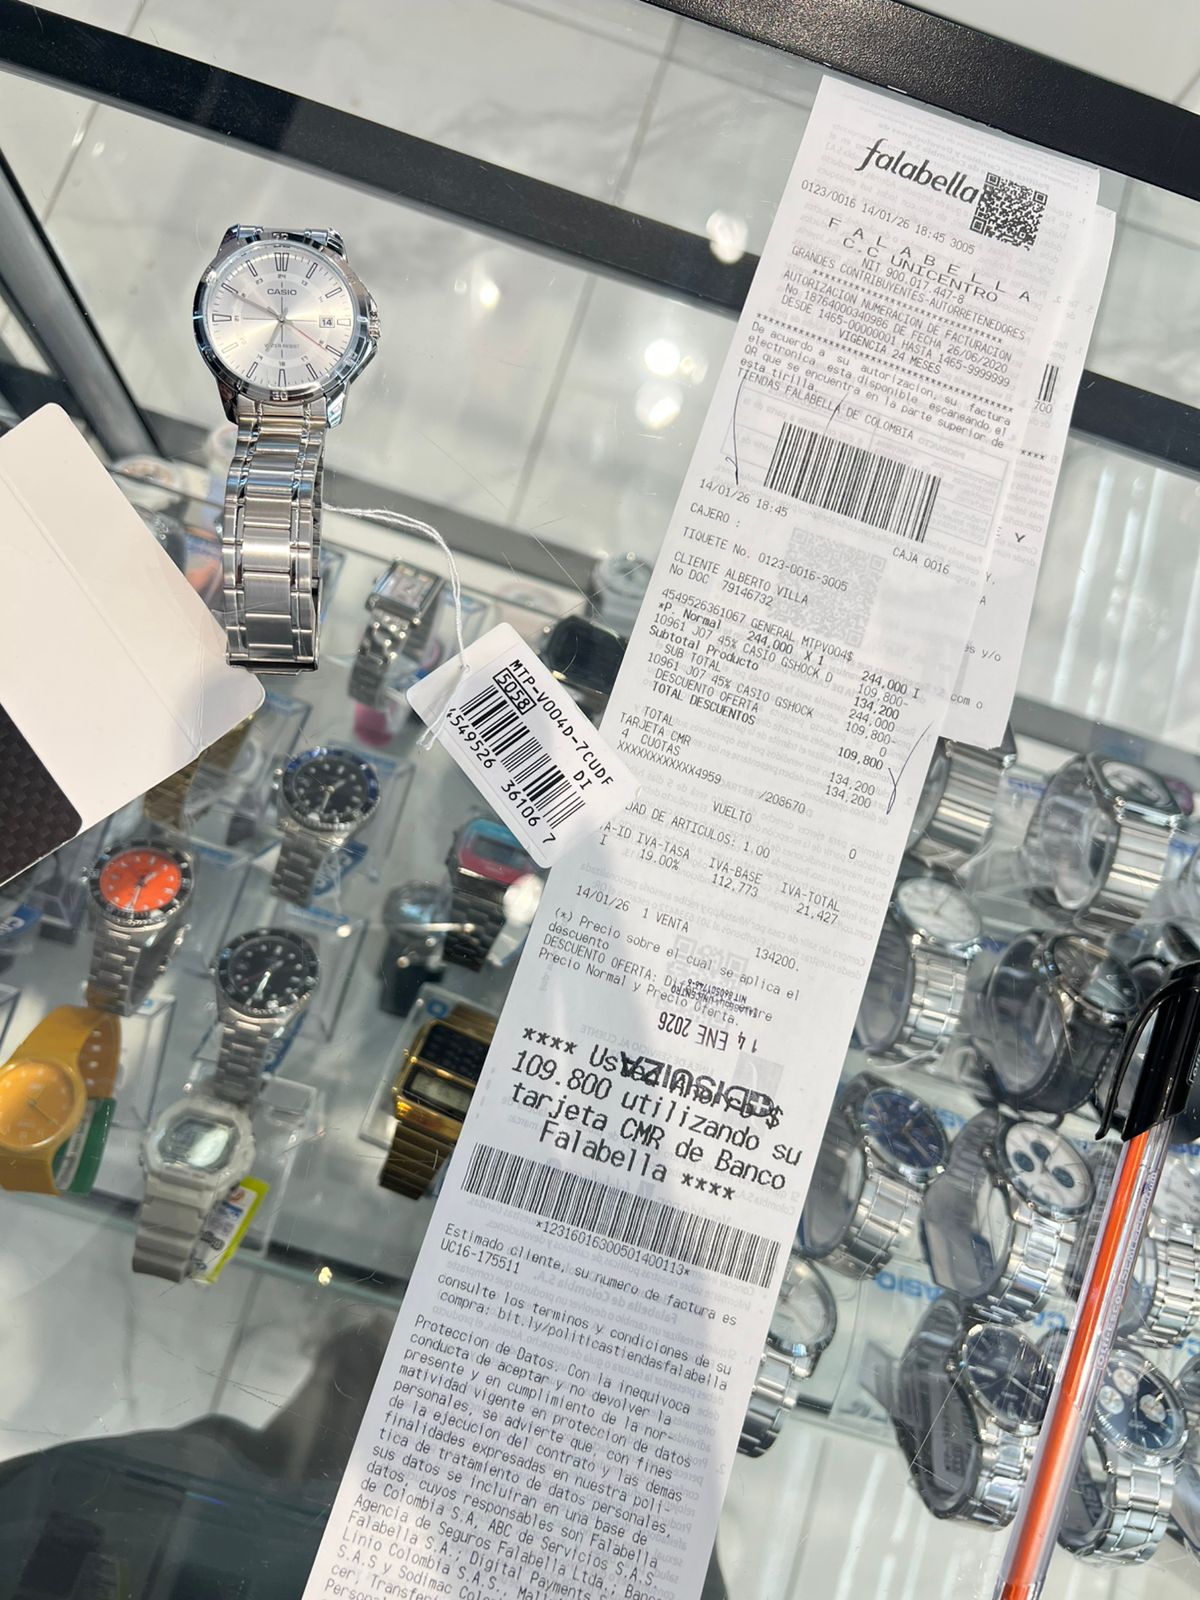 falabella
0123/0016 14/01/26 18:45 3005
F A L A B E L L A
C.C UNICENTRO
NIT 900.017.447-8
GRANDES CONTRIBUYENTES-AUTORRETENEDORES
AUTORIZACION NUMERACION DE FACTURACION
No 18764000340986 DE FECHA 26/06/2020
DESDE 1465-00000001 HASTA 1465-9999999
VIGENCIA 24 MESES
De acuerdo a su autorizacion, su factura
electronica esta disponible escaneando el
QR que se encuentra en la parte superior de
esta tirilla.
TIENDAS FALABELLA DE COLOMBIA
14/01/26 18:45
CAJERO :
CAJA 0016
TIQUETE No. 0123-0016-3005
CLIENTE ALBERTO VILLA
No DOC 79146732
4549526361067 GENERAL MTPV004$ 244,000 I
*P. Normal 244,000 X 1
10961 J07 45% CASIO GSHOCK D 109,800-
Subtotal Producto 134,200
SUB TOTAL 244,000
10961 J07 45% CASIO GSHOCK 109,800-
DESCUENTO OFERTA 0
TOTAL DESCUENTOS 109,800
TOTAL 134,200
TARJETA CMR 134,200
4 CUOTAS
XXXXXXXXXXXX4959 /208670
VUELTO 0
DAD DE ARTICULOS: 1.00
A-ID IVA-TASA IVA-BASE IVA-TOTAL
I 19.00% 112,773 21,427
14/01/26 1 VENTA 134200.
(*) Precio sobre el cual se aplica el
descuento
DESCUENTO OFERTA:
Precio Normal y Precio Oferta.
14 ENE 2026
DISUIZA
**** Usted Ahorro $
109.800 utilizando su
tarjeta CMR de Banco
Falabella ****
*12316016300501400113*
Estimado cliente, su numero de factura es
UC16-175511
consulte los terminos y condiciones de su
compra: bit.ly/politicastiendasfalabella
Proteccion de Datos: Con la inequivoca
conducta de aceptar y no devolver la
presente y en cumplimiento de la nor-
matividad vigente en proteccion de datos
personales, se advierte que con fines
de la ejecucion del contrato y las demas
finalidades expresadas en nuestra poli-
tica de tratamiento de datos personales,
sus datos se incluiran en una base de
datos, cuyos responsables son Falabella
de Colombia S.A, ABC de Servicios S.A.S,
Agencia de Seguros Falabella Ltda., Banco
Falabella S.A., Digital Payments
Linio Colombia S.A.S.,
S.A.S y Sodimac
CASIO
14
MTP-V004D-7CUDF
5058 DI
4549526 36106 7